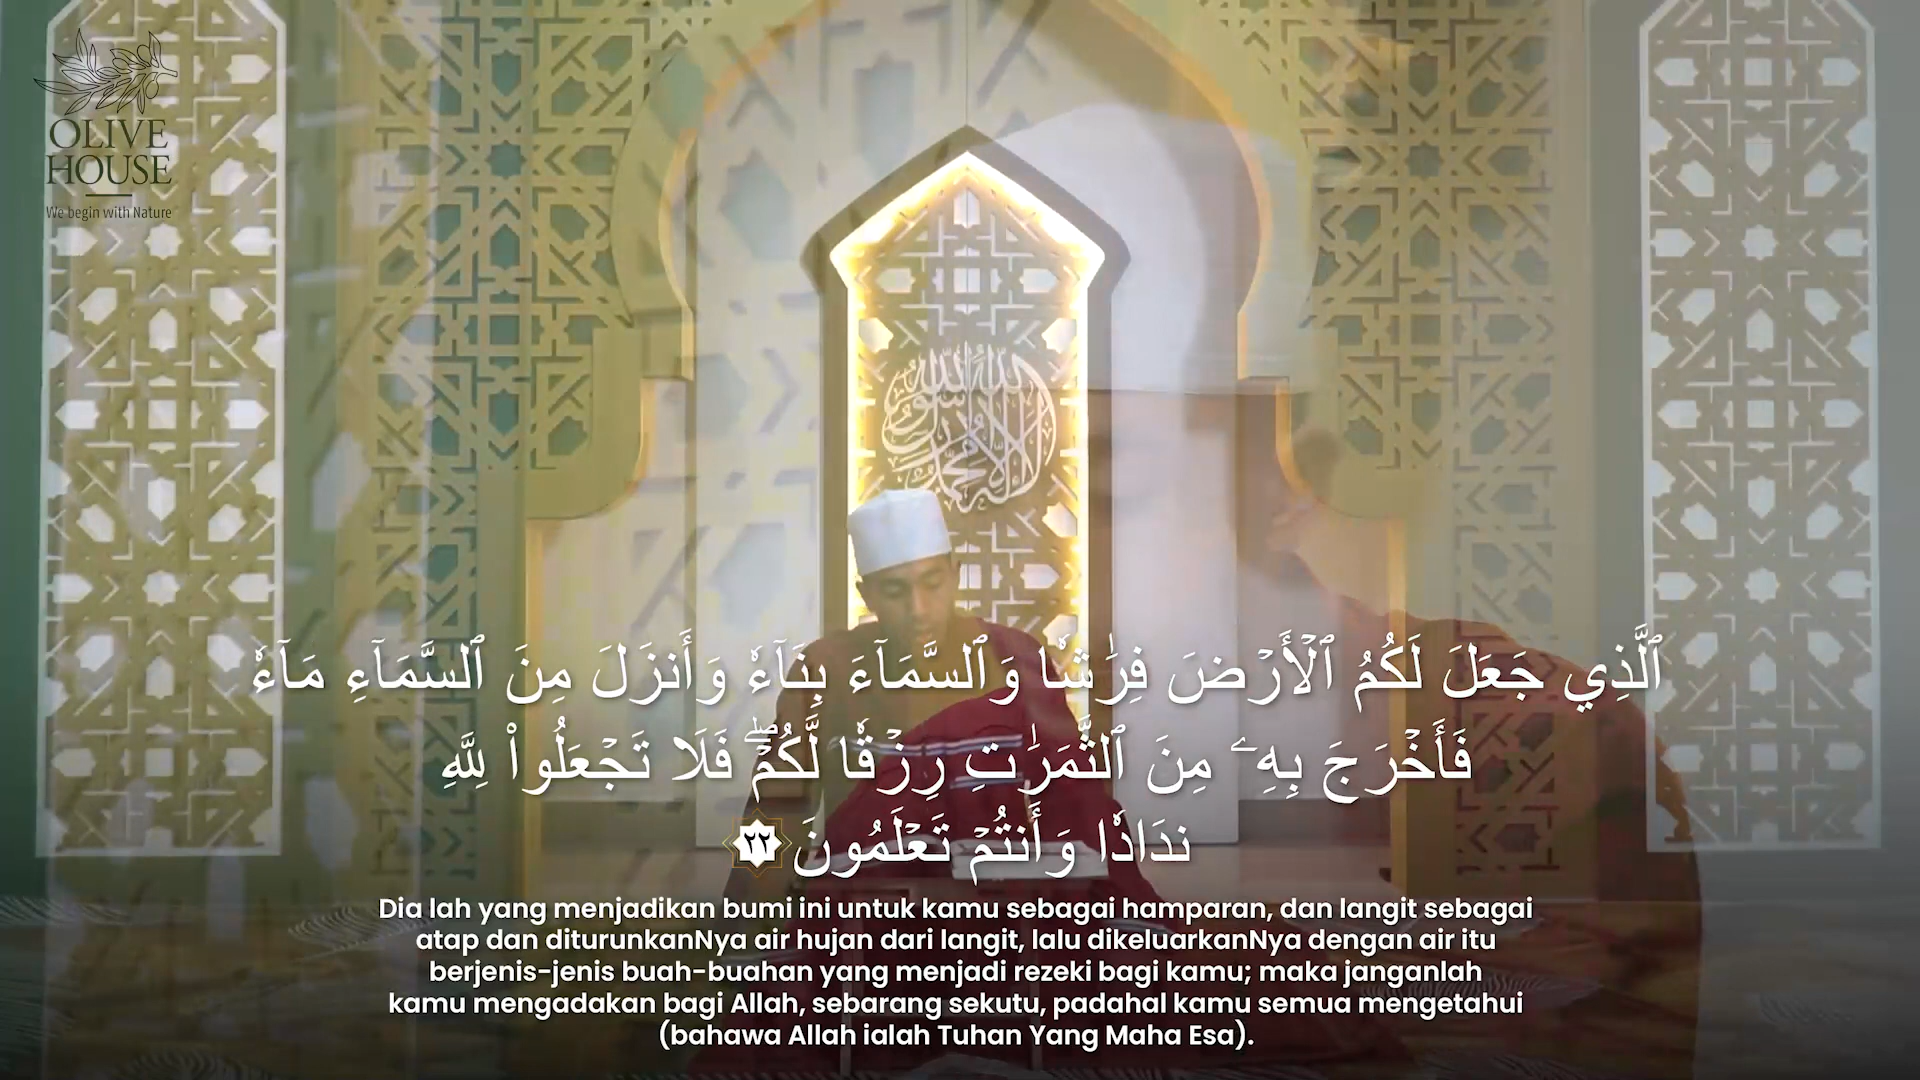 OLIVE
HOUSE
We begin with Nature
ٱلَّذِي جَعَلَ لَكُمُ ٱلۡأَرۡضَ فِرَٰشٗا وَٱلسَّمَآءَ بِنَآءٗ وَأَنزَلَ مِنَ ٱلسَّمَآءِ مَآءٗ
فَأَخۡرَجَ بِهِۦ مِنَ ٱلثَّمَرَٰتِ رِزۡقٗا لَّكُمۡۖ فَلَا تَجۡعَلُواْ لِلَّهِ
ندَادٗا وَأَنتُمۡ تَعۡلَمُونَ ٢٢
Dia lah yang menjadikan bumi ini untuk kamu sebagai hamparan, dan langit sebagai
atap dan diturunkanNya air hujan dari langit, lalu dikeluarkanNya dengan air itu
berjenis-jenis buah-buahan yang menjadi rezeki bagi kamu; maka janganlah
kamu mengadakan bagi Allah, sebarang sekutu, padahal kamu semua mengetahui
(bahawa Allah ialah Tuhan Yang Maha Esa).